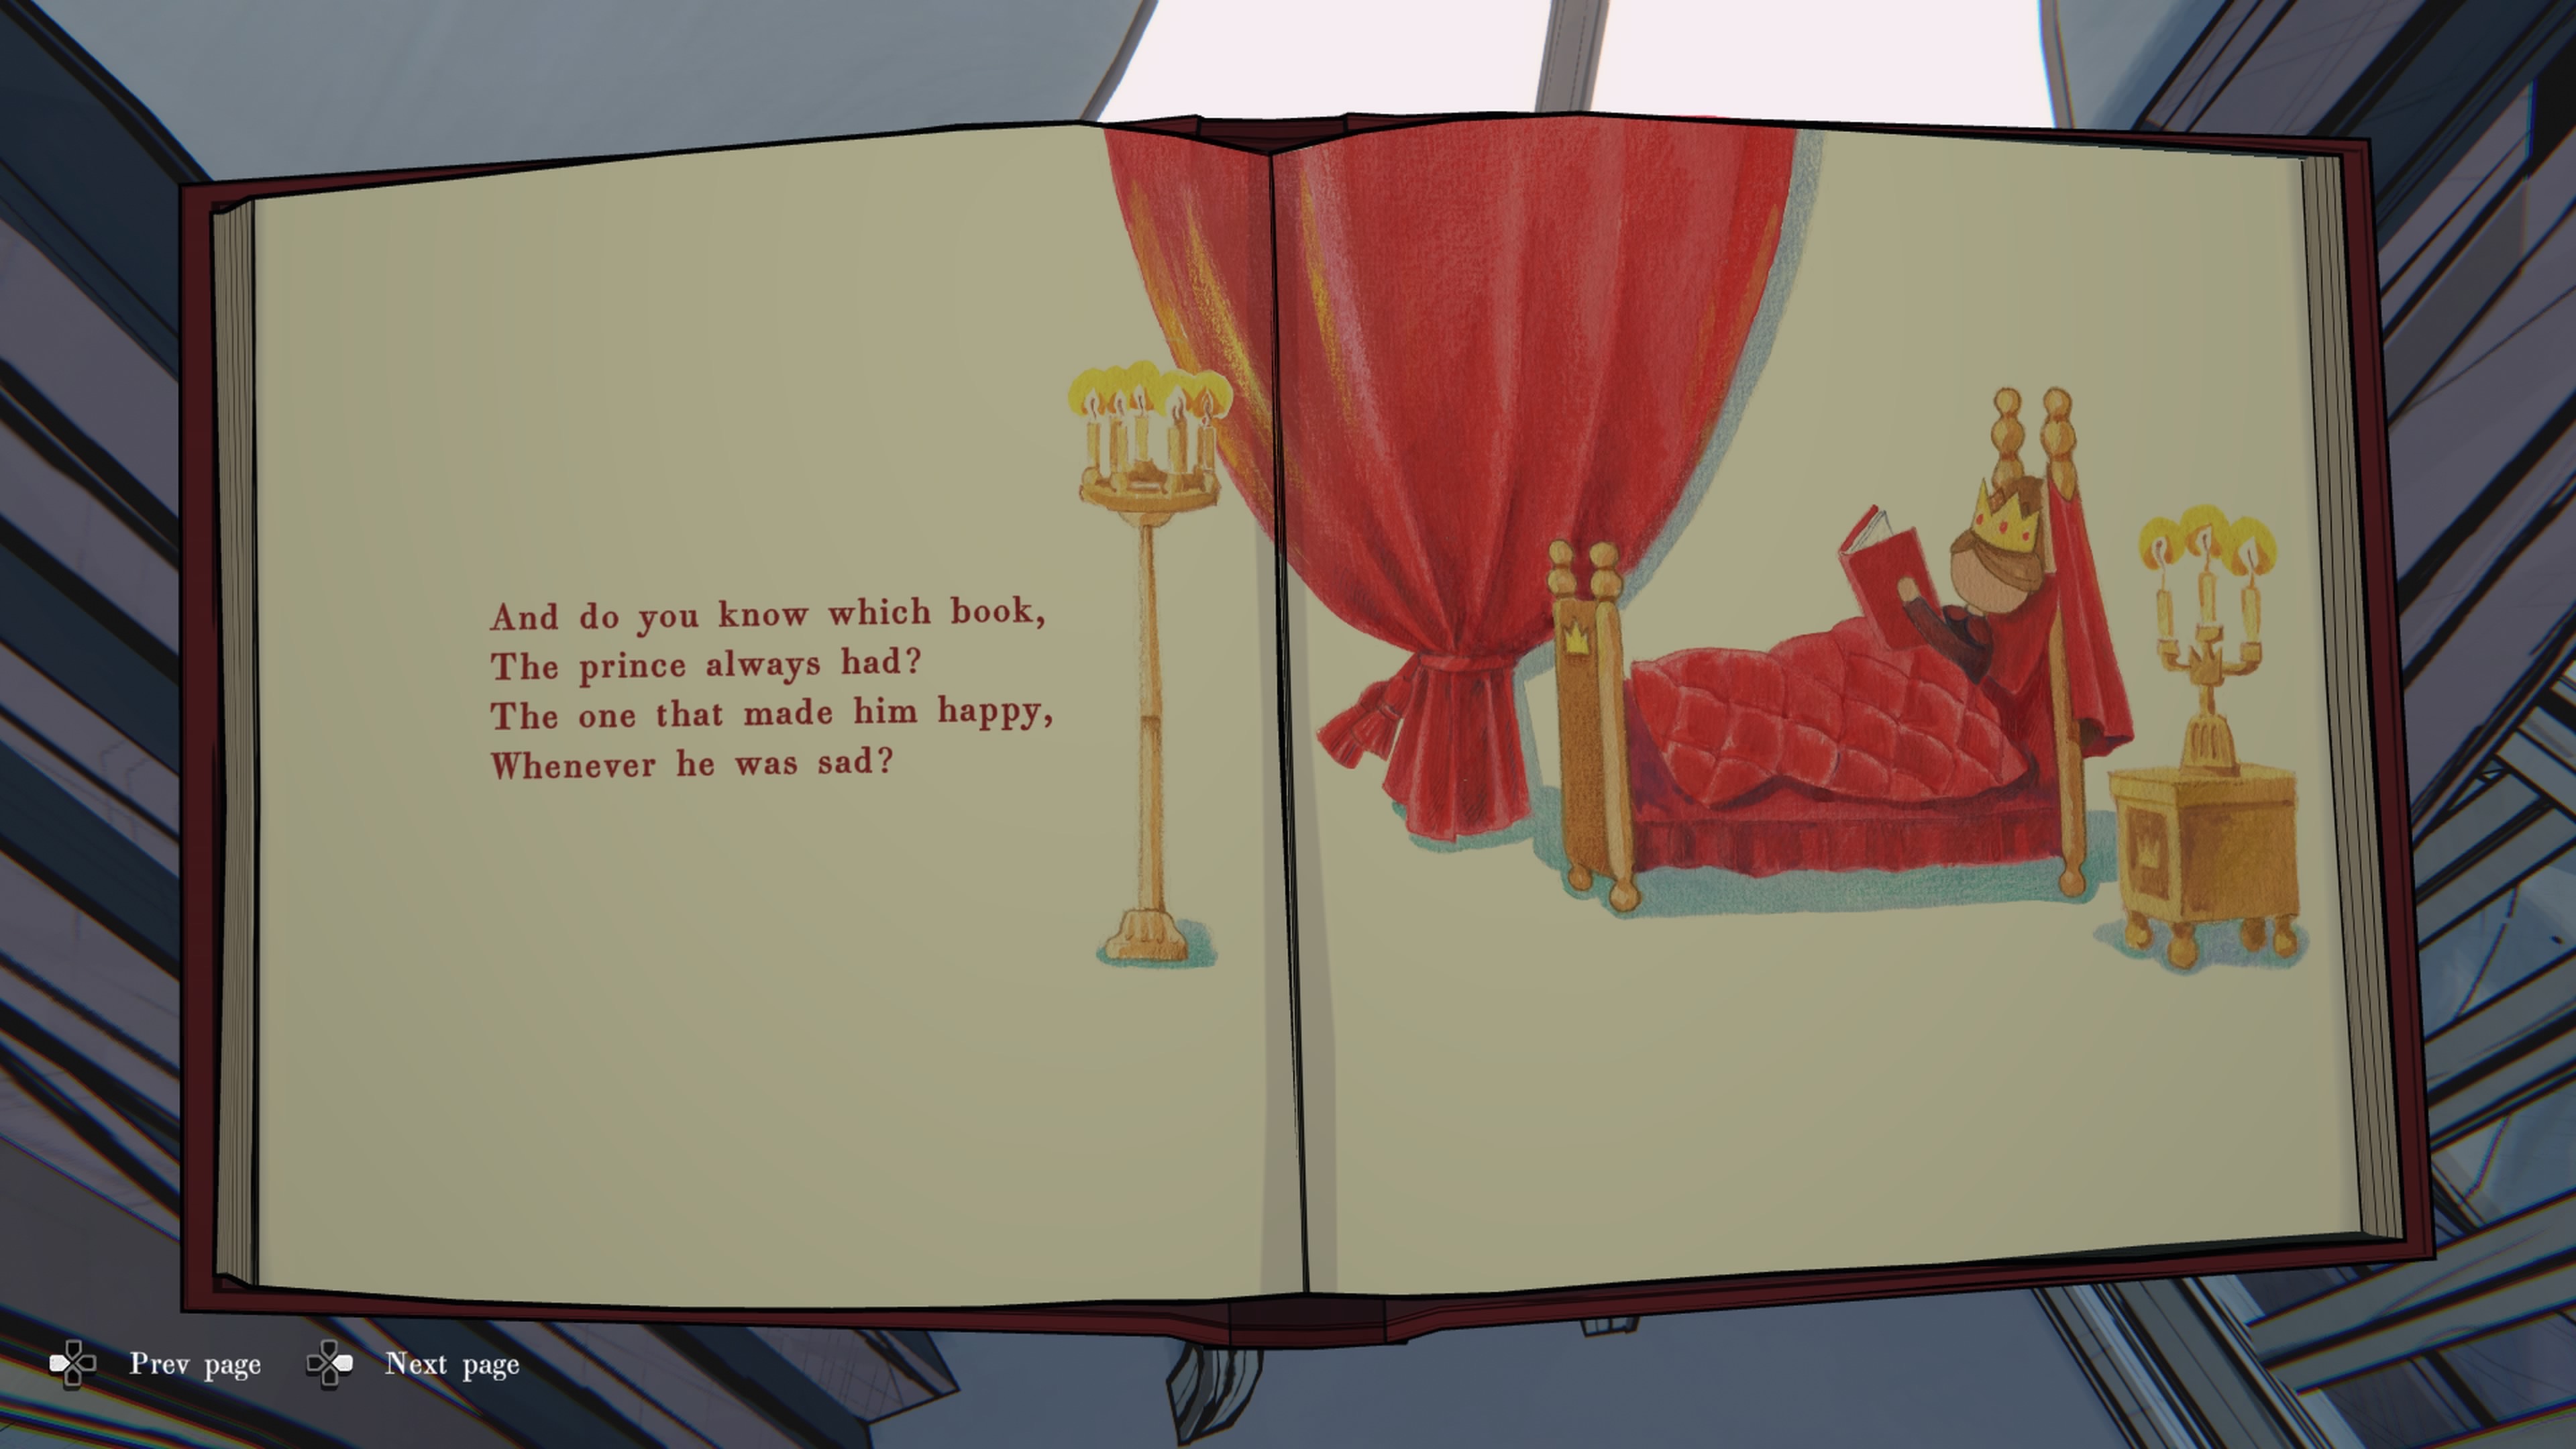 And do you know which book,
The prince always had?
The one that made him happy,
Whenever he was sad?
Prev page
Next page